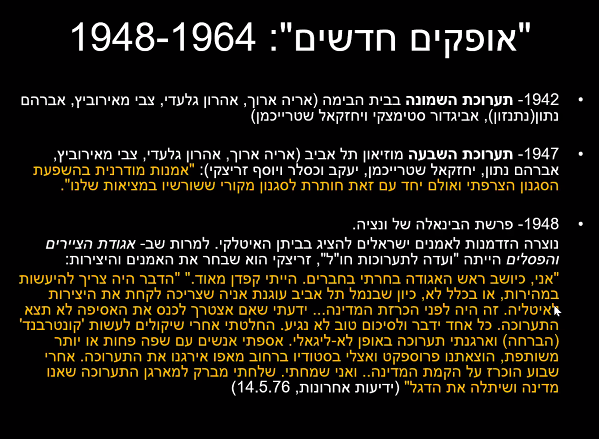 "אופקים חדשים": 1948-1964
• 1942- תערוכת השמונה בבית הבימה (אריה ארוך, אהרון גלעדי, צבי מאירוביץ, אברהם
נתון(נתנזון), אביגדור סטימצקי ויחזקאל שטרייכמן)
• 1947- תערוכת השבעה מוזיאון תל אביב (אריה ארוך, אהרון גלעדי, צבי מאירוביץ,
אברהם נתון, יחזקאל שטרייכמן, יעקב וכסלר ויוסף זריצקי): "אמנות מודרנית בהשפעת
הסגנון הצרפתי ואולם יחד עם זאת חותרת לסגנון מקורי ששורשיו במציאות שלנו".
• 1948- פרשת הבינאלה של ונציה.
נוצרה הזדמנות לאמנים ישראלים להציג בביתן האיטלקי. למרות שב- אגודת הציירים
והפסלים הייתה "ועדה לתערוכות חו"ל", זריצקי הוא שבחר את האמנים והיצירות:
"אני, כיושב ראש האגודה בחרתי בחברים. הייתי קפדן מאוד." "הדבר היה צריך להיעשות
במהירות, או בכלל לא, כיון שבנמל תל אביב עוגנת אניה שצריכה לקחת את היצירות
לאיטליה. זה היה לפני הכרזת המדינה... ידעתי שאם אצטרך לכנס את האסיפה לא תצא
התערוכה. כל אחד ידבר ולסיכום טוב לא נגיע. החלטתי אחרי שיקולים לעשות 'קונטרבנד'
(הברחה) וארגנתי תערוכה באופן לא-ליגאלי. אספתי אנשים עם שפה פחות או יותר
משותפת, הוצאתנו פרוספקט ואצלי בסטודיו ברחוב מאפו אירגנו את התערוכה. אחרי
שבוע הוכרז על הקמת המדינה.. ואני שמחתי. שלחתי מברק למארגן התערוכה שאנו
מדינה ושיתלה את הדגל" (ידיעות אחרונות, 14.5.76)